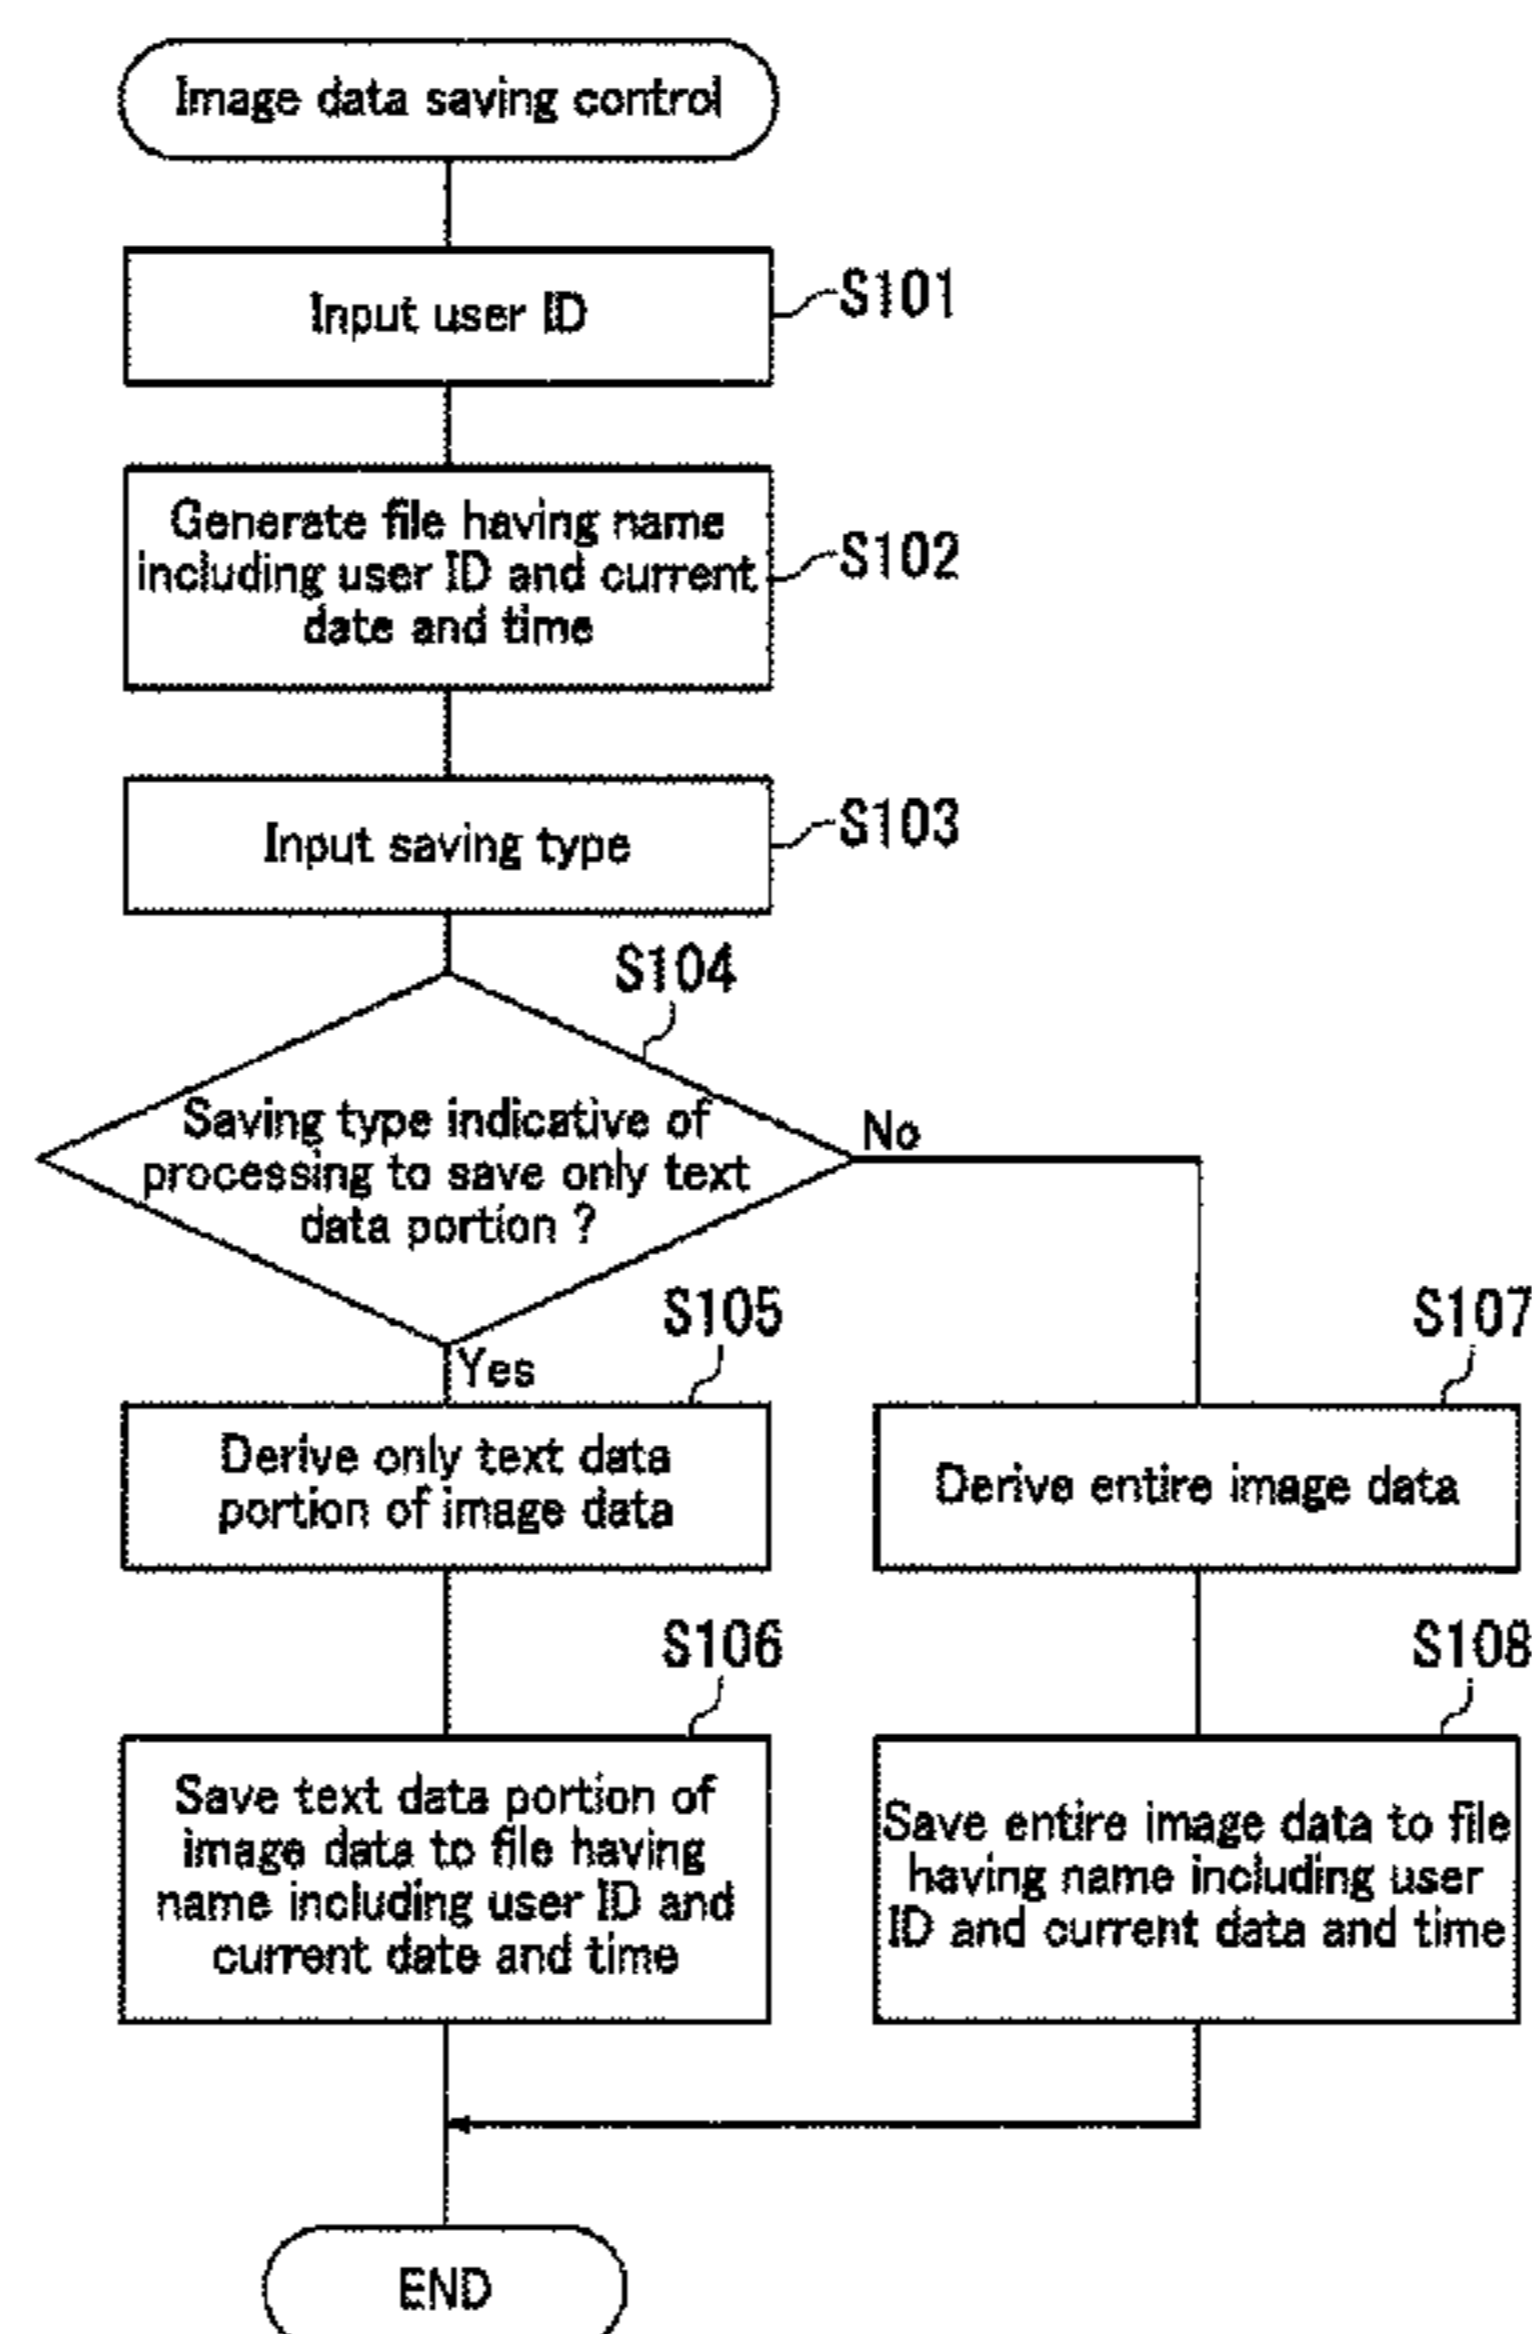 Image data saving control
Input user ID
S101
Generate file having name
including user ID and current
date and time
S102
Input saving type
S103
S104
Saving type indicative of
processing to save only text
data portion ?
No
Yes
S105
Derive only text data
portion of image data
S107
Derive entire image data
S106
Save text data portion of
image data to file having
name including user ID and
current date and time
S108
Save entire image data to file
having name including user
ID and current data and time
END